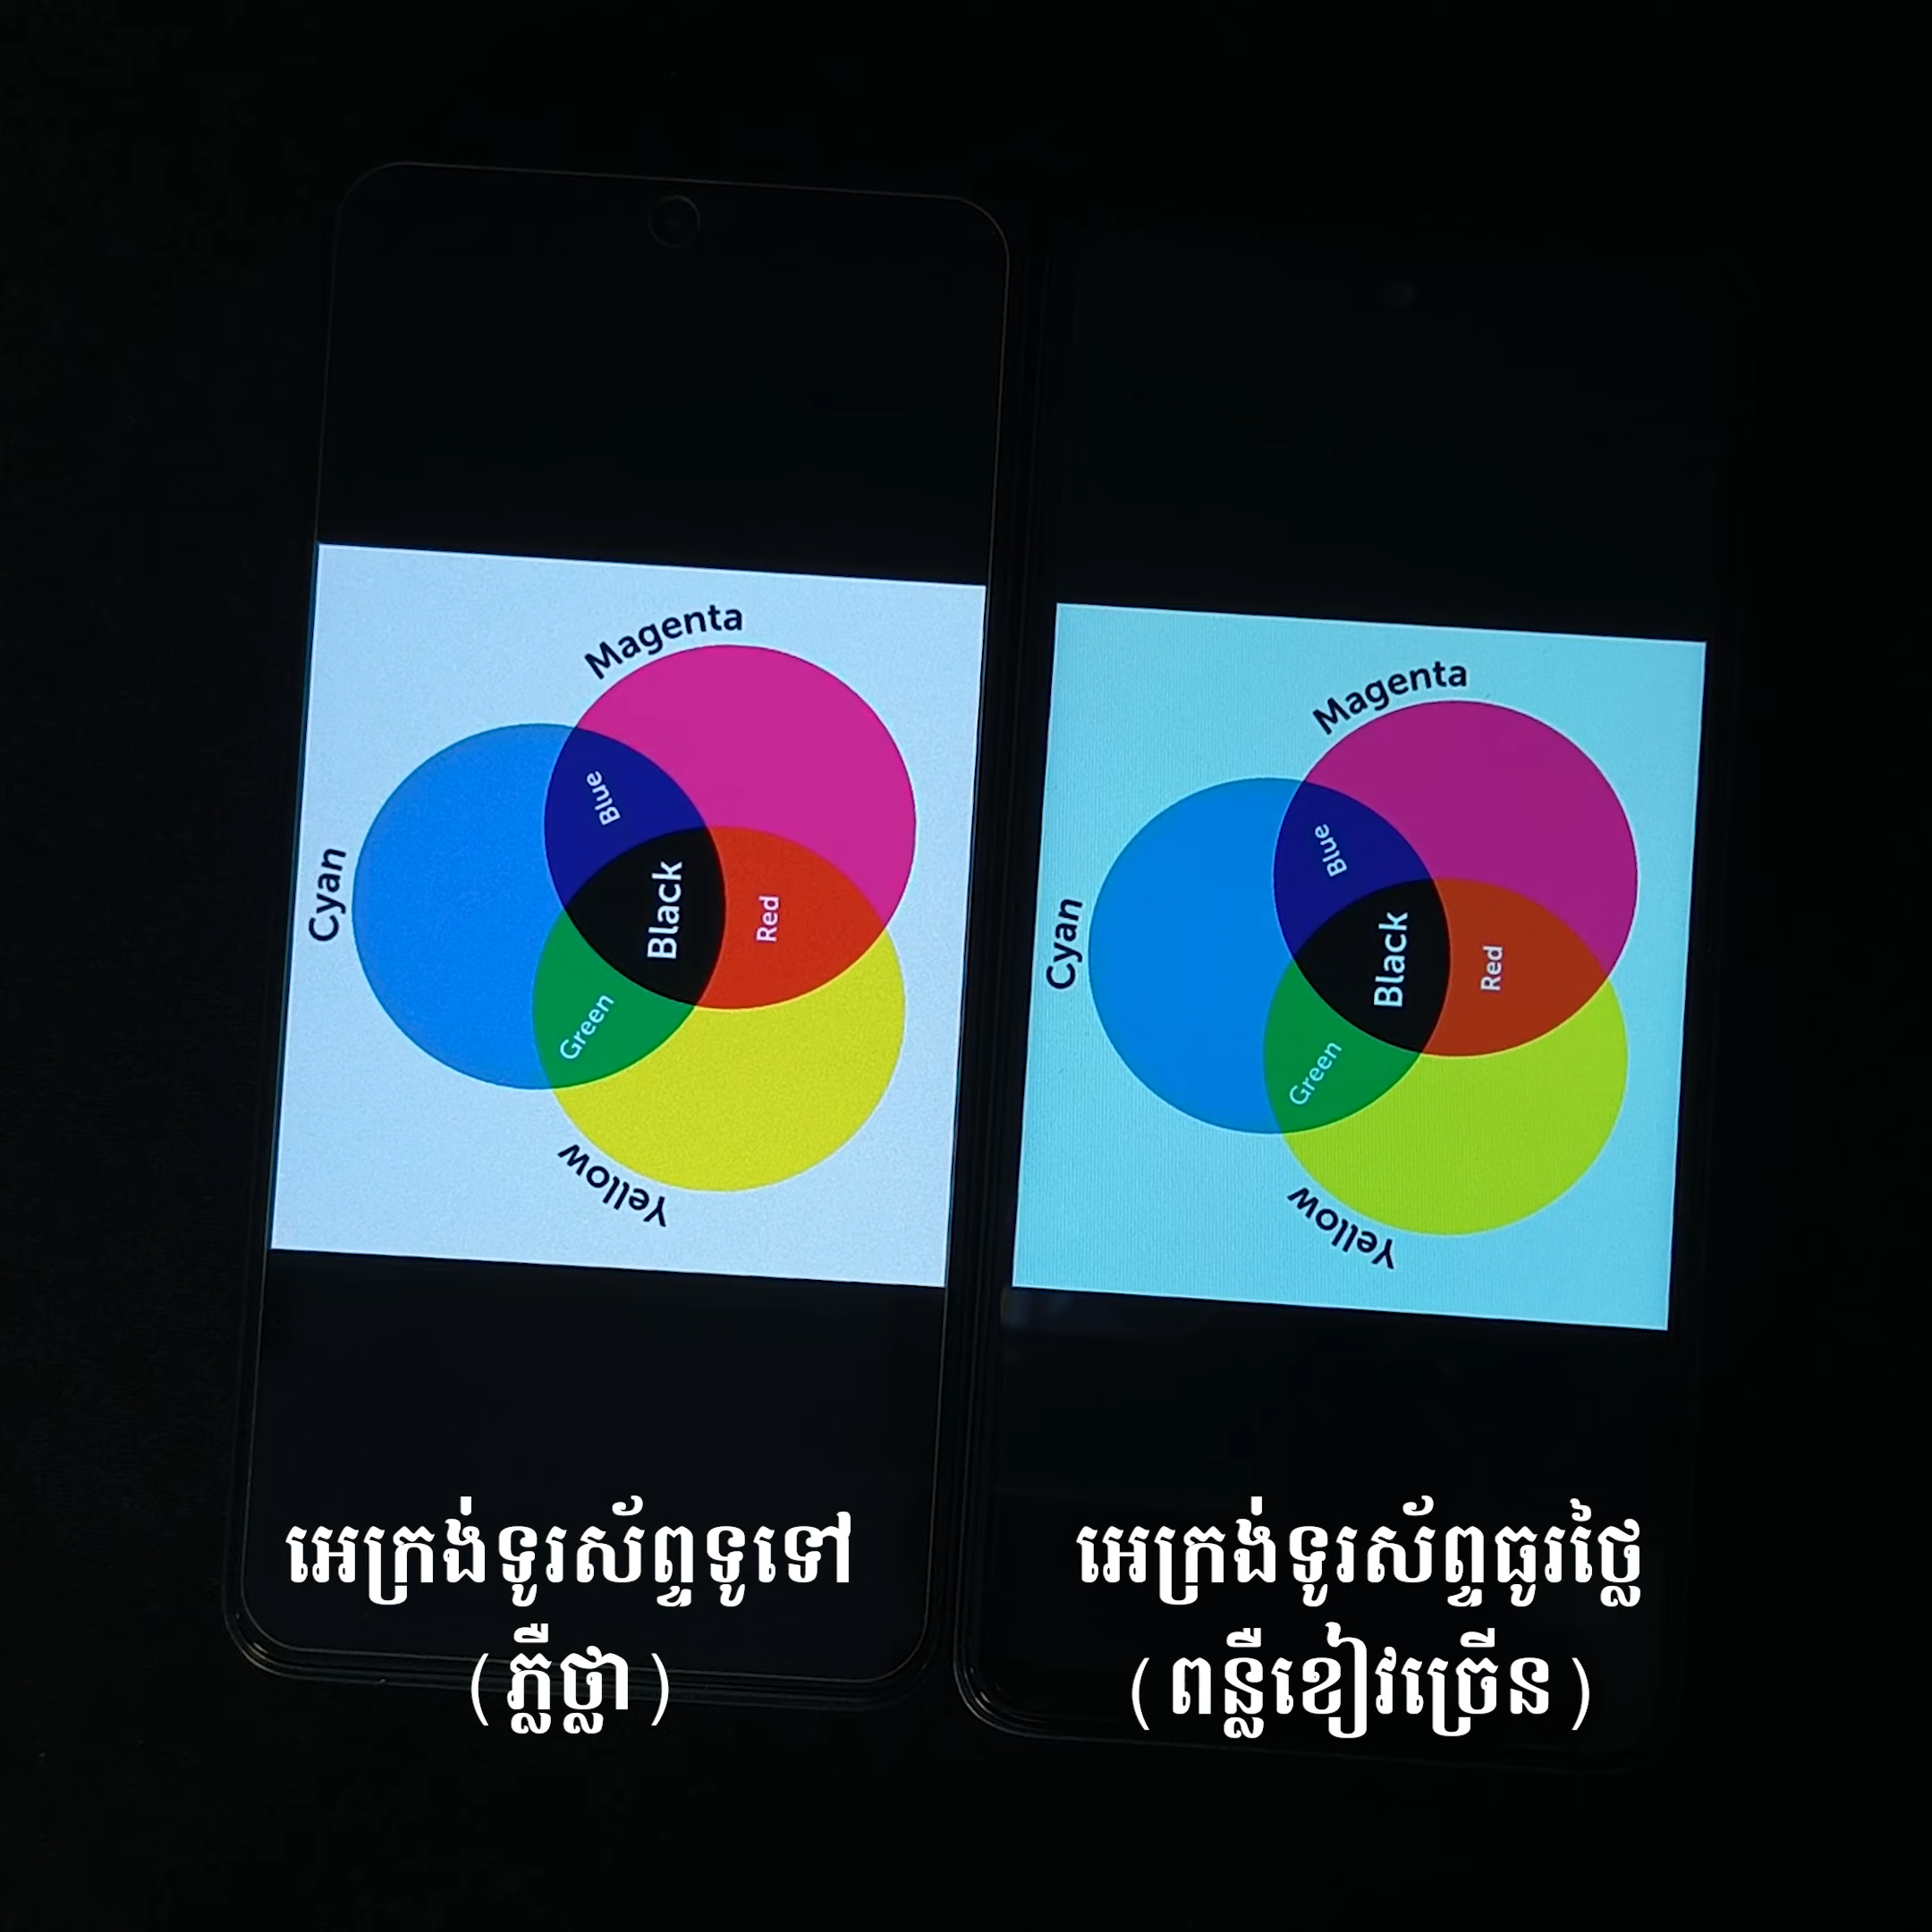 Magenta
Cyan
Blue
Black
Red
Green
Yellow
Magenta
Cyan
Blue
Black
Red
Green
Yellow
អេក្រង់ទូរស័ព្ទទូទៅ
(ភ្លឺថ្លា)
អេក្រង់ទូរស័ព្ទធូរថ្លៃ
(ពន្លឺខៀវច្រើន)